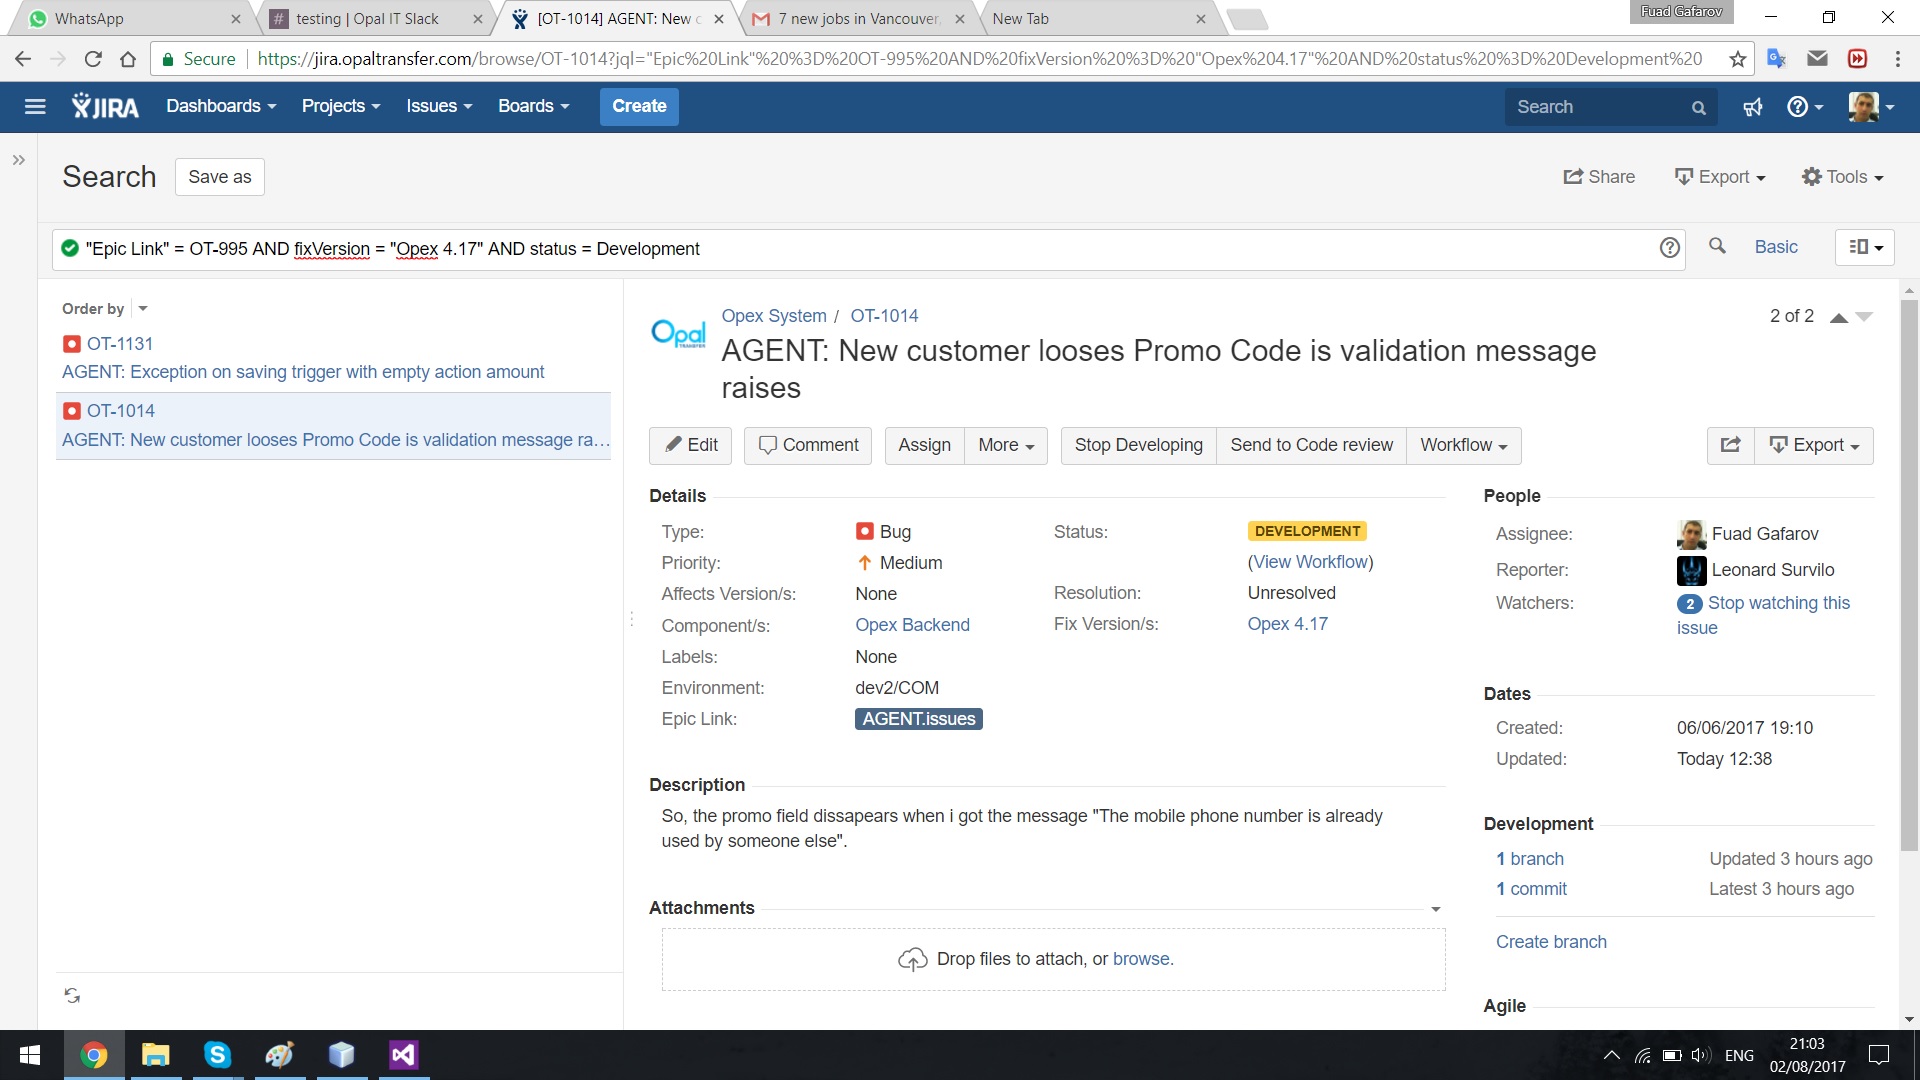 Fuad Gafarov
WhatsApp
testing | Opal IT Slack
[OT-1014] AGENT: New c
7 new jobs in Vancouver,
New Tab
Secure
https://jira.opaltransfer.com/browse/OT-1014?jql="Epic%20Link"%20%3D%20OT-995%20AND%20fixVersion%20%3D%20"Opex%204.17"%20AND%20status%20%3D%20Development%20
JIRA
Dashboards
Projects
Issues
Boards
Create
Search
Search
Save as
Share
Export
Tools
"Epic Link" = OT-995 AND fixVersion = "Opex 4.17" AND status = Development
Basic
Order by
OT-1131
AGENT: Exception on saving trigger with empty action amount
OT-1014
AGENT: New customer looses Promo Code is validation message ra…
Opal
TRANSFER
Opex System / OT-1014
2 of 2
AGENT: New customer looses Promo Code is validation message
raises
Edit
Comment
Assign
More
Stop Developing
Send to Code review
Workflow
Export
Details
Type: Bug
Priority: Medium
Affects Version/s: None
Component/s: Opex Backend
Labels: None
Environment: dev2/COM
Epic Link: AGENT.issues
Status: DEVELOPMENT
(View Workflow)
Resolution: Unresolved
Fix Version/s: Opex 4.17
Description
So, the promo field dissapears when i got the message "The mobile phone number is already
used by someone else".
Attachments
Drop files to attach, or browse.
People
Assignee: Fuad Gafarov
Reporter: Leonard Survilo
Watchers: 2 Stop watching this
issue
Dates
Created: 06/06/2017 19:10
Updated: Today 12:38
Development
1 branch Updated 3 hours ago
1 commit Latest 3 hours ago
Create branch
Agile
ENG
21:03
02/08/2017